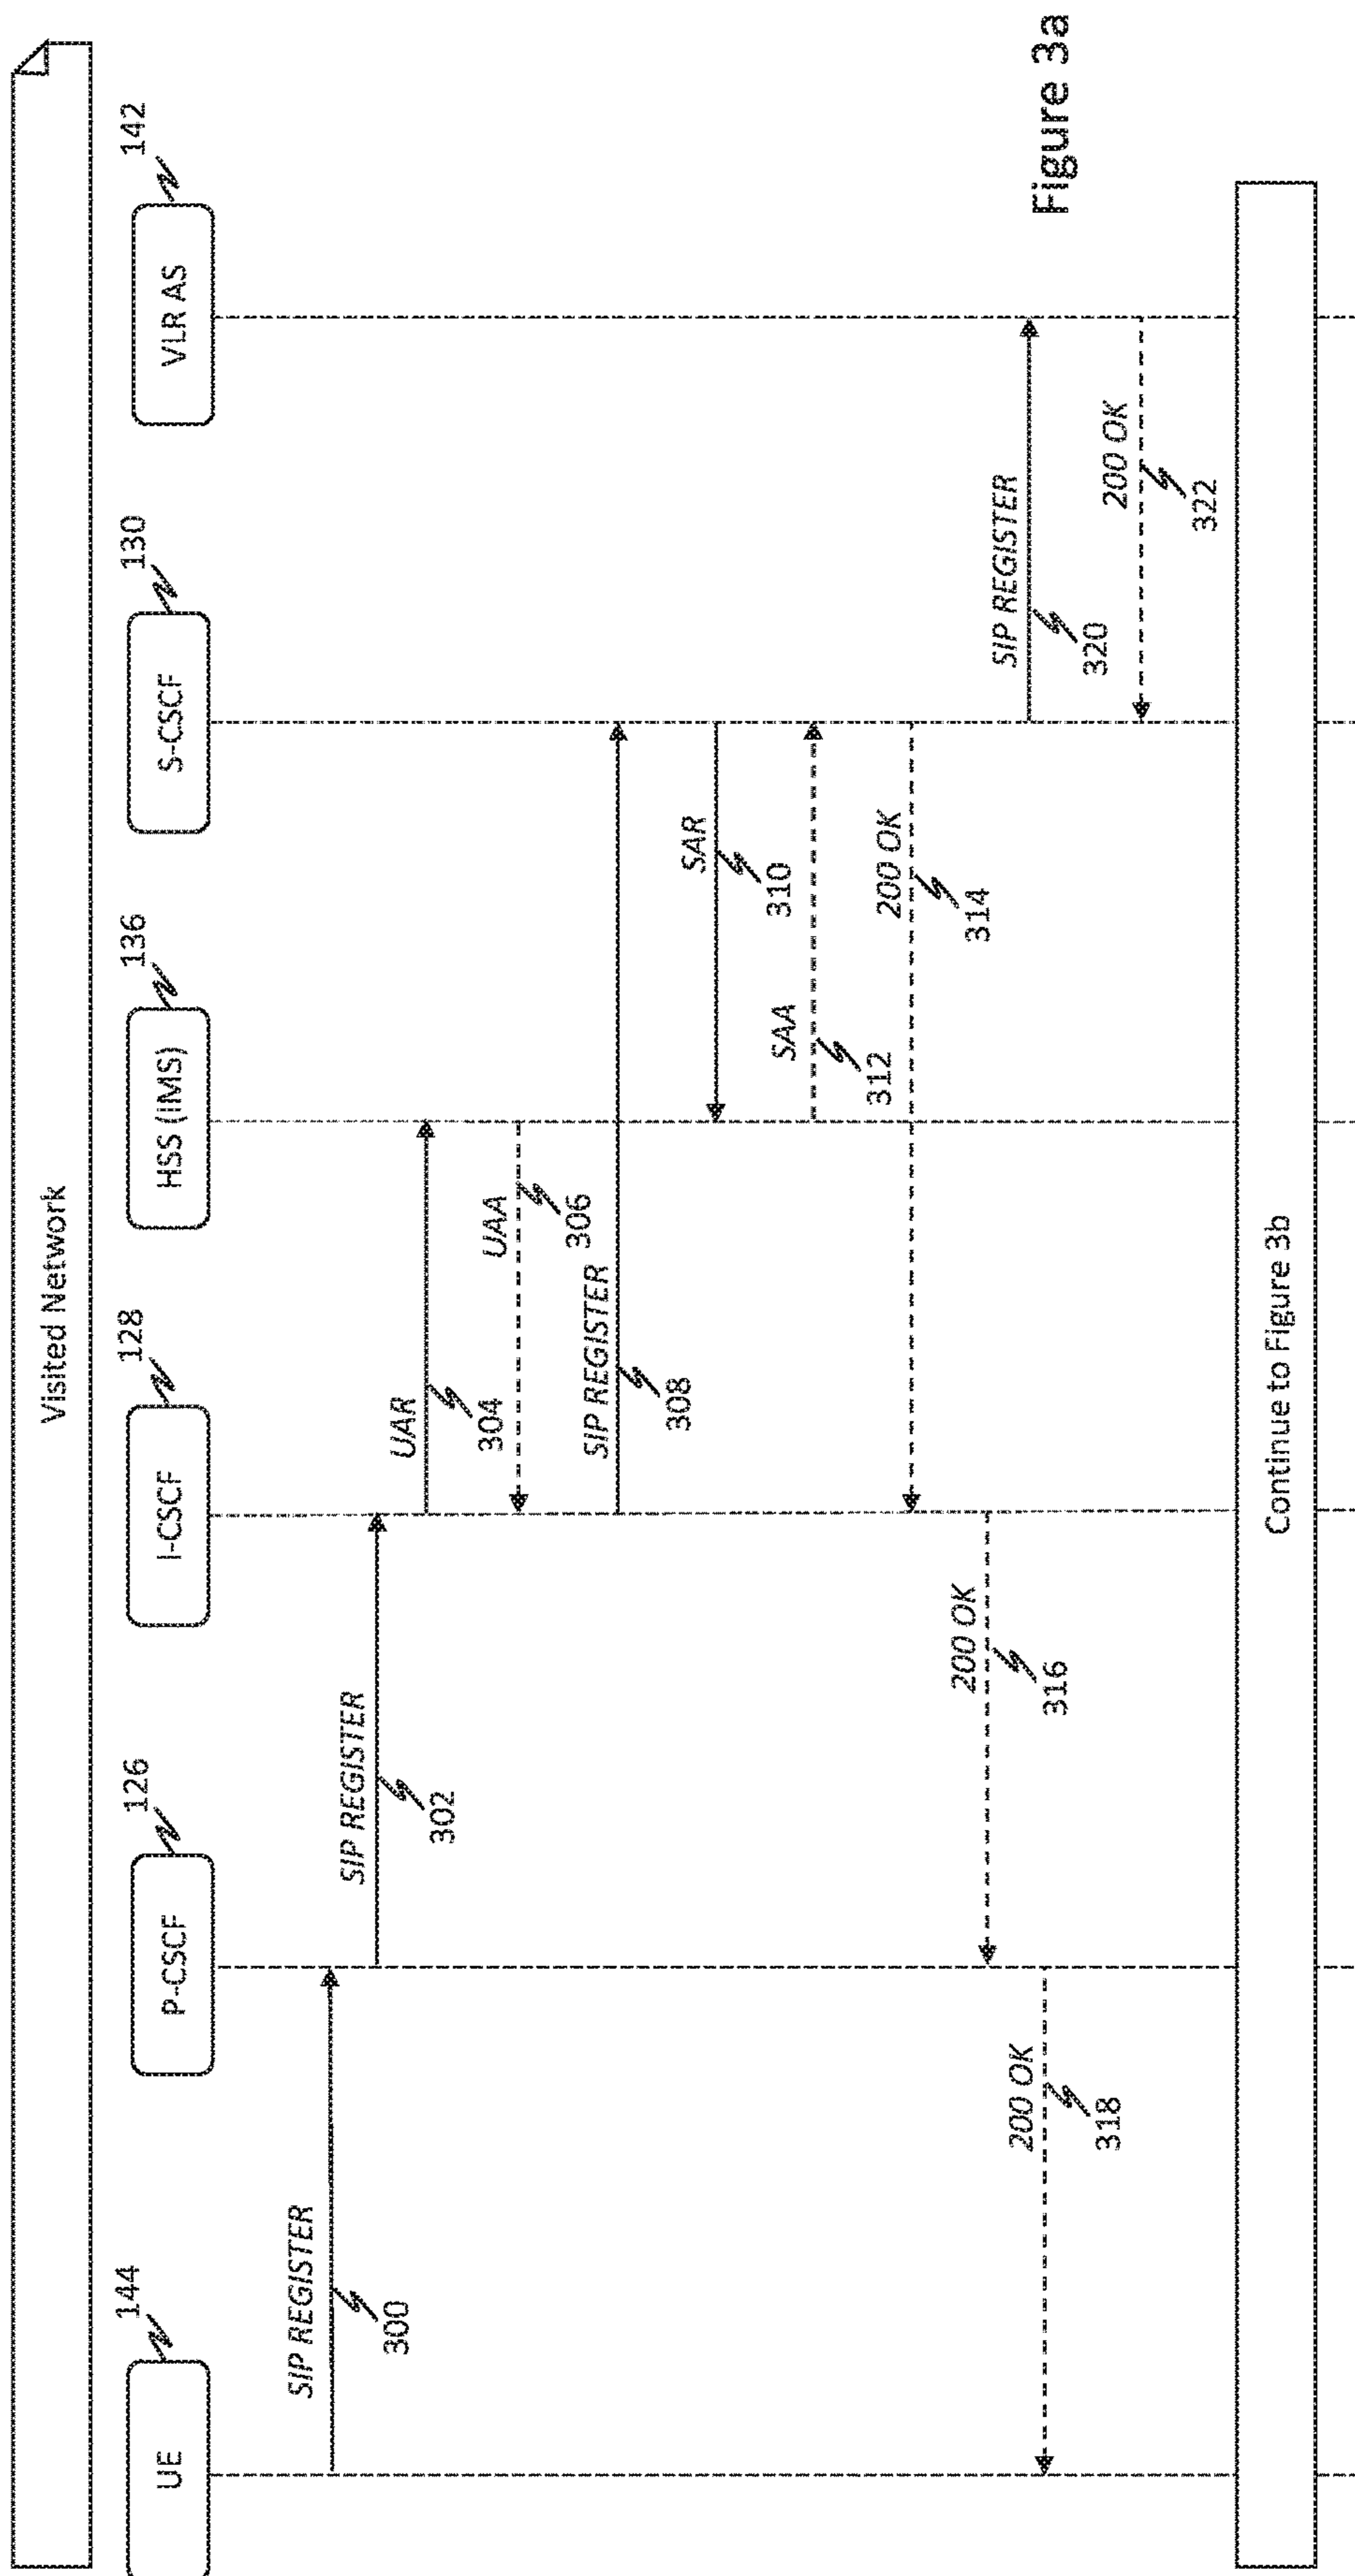 Visited Network
144
126
128
136
130
142
UE
P-CSCF
I-CSCF
HSS (IMS)
S-CSCF
VLR AS
SIP REGISTER
300
SIP REGISTER
302
UAR
304
UAA
306
SIP REGISTER
308
SAR
310
SAA
312
200 OK
314
200 OK
316
200 OK
318
SIP REGISTER
320
200 OK
322
Continue to Figure 3b
Figure 3a